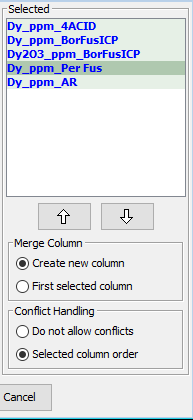 Selected
Dy_ppm_4ACID
Dy_ppm_BorFusICP
Dy2O3_ppm_BorFusICP
Dy_ppm_Per Fus
Dy_ppm_AR
Merge Column
Create new column
First selected column
Conflict Handling
Do not allow conflicts
Selected column order
Cancel